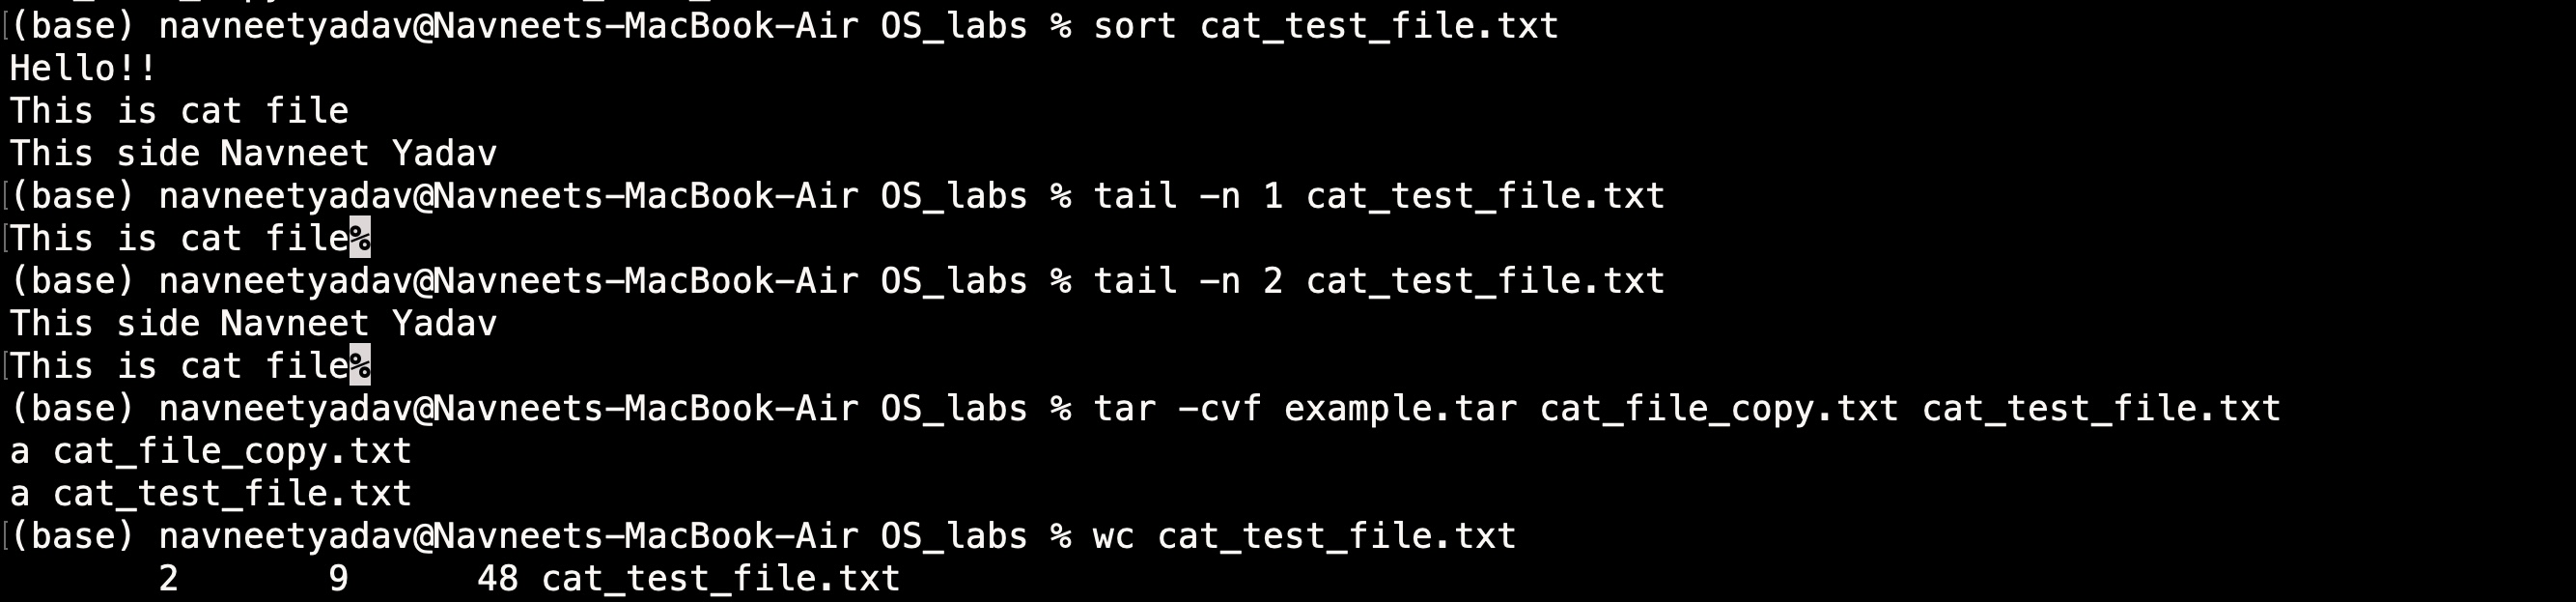 (base) navneetyadav@Navneets-MacBook-Air OS_labs % sort cat_test_file.txt
Hello!!
This is cat file
This side Navneet Yadav
(base) navneetyadav@Navneets-MacBook-Air OS_labs % tail -n 1 cat_test_file.txt
This is cat file%
(base) navneetyadav@Navneets-MacBook-Air OS_labs % tail -n 2 cat_test_file.txt
This side Navneet Yadav
This is cat file%
(base) navneetyadav@Navneets-MacBook-Air OS_labs % tar -cvf example.tar cat_file_copy.txt cat_test_file.txt
a cat_file_copy.txt
a cat_test_file.txt
(base) navneetyadav@Navneets-MacBook-Air OS_labs % wc cat_test_file.txt
       2       9      48 cat_test_file.txt